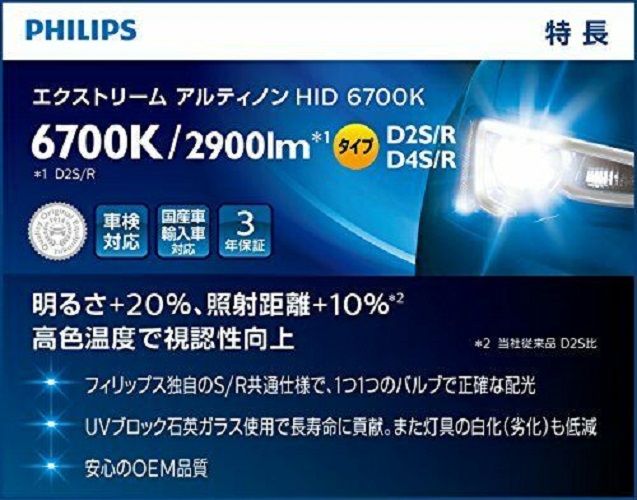 PHILIPS
特長
エクストリーム アルティノン HID 6700K
6700K/2900lm*1 タイプ D2S/R
D4S/R
*1 D2S/R
車検
対応
国産車
輸入車
対応
3
年保証
明るさ+20%、照射距離+10%*2
高色温度で視認性向上
*2 当社従来品 D2S比
フィリップス独自のS/R共通仕様で、1つ1つのバルブで正確な配光
UVブロック石英ガラス使用で長寿命に貢献。また灯具の白化(劣化)も低減
安心のOEM品質